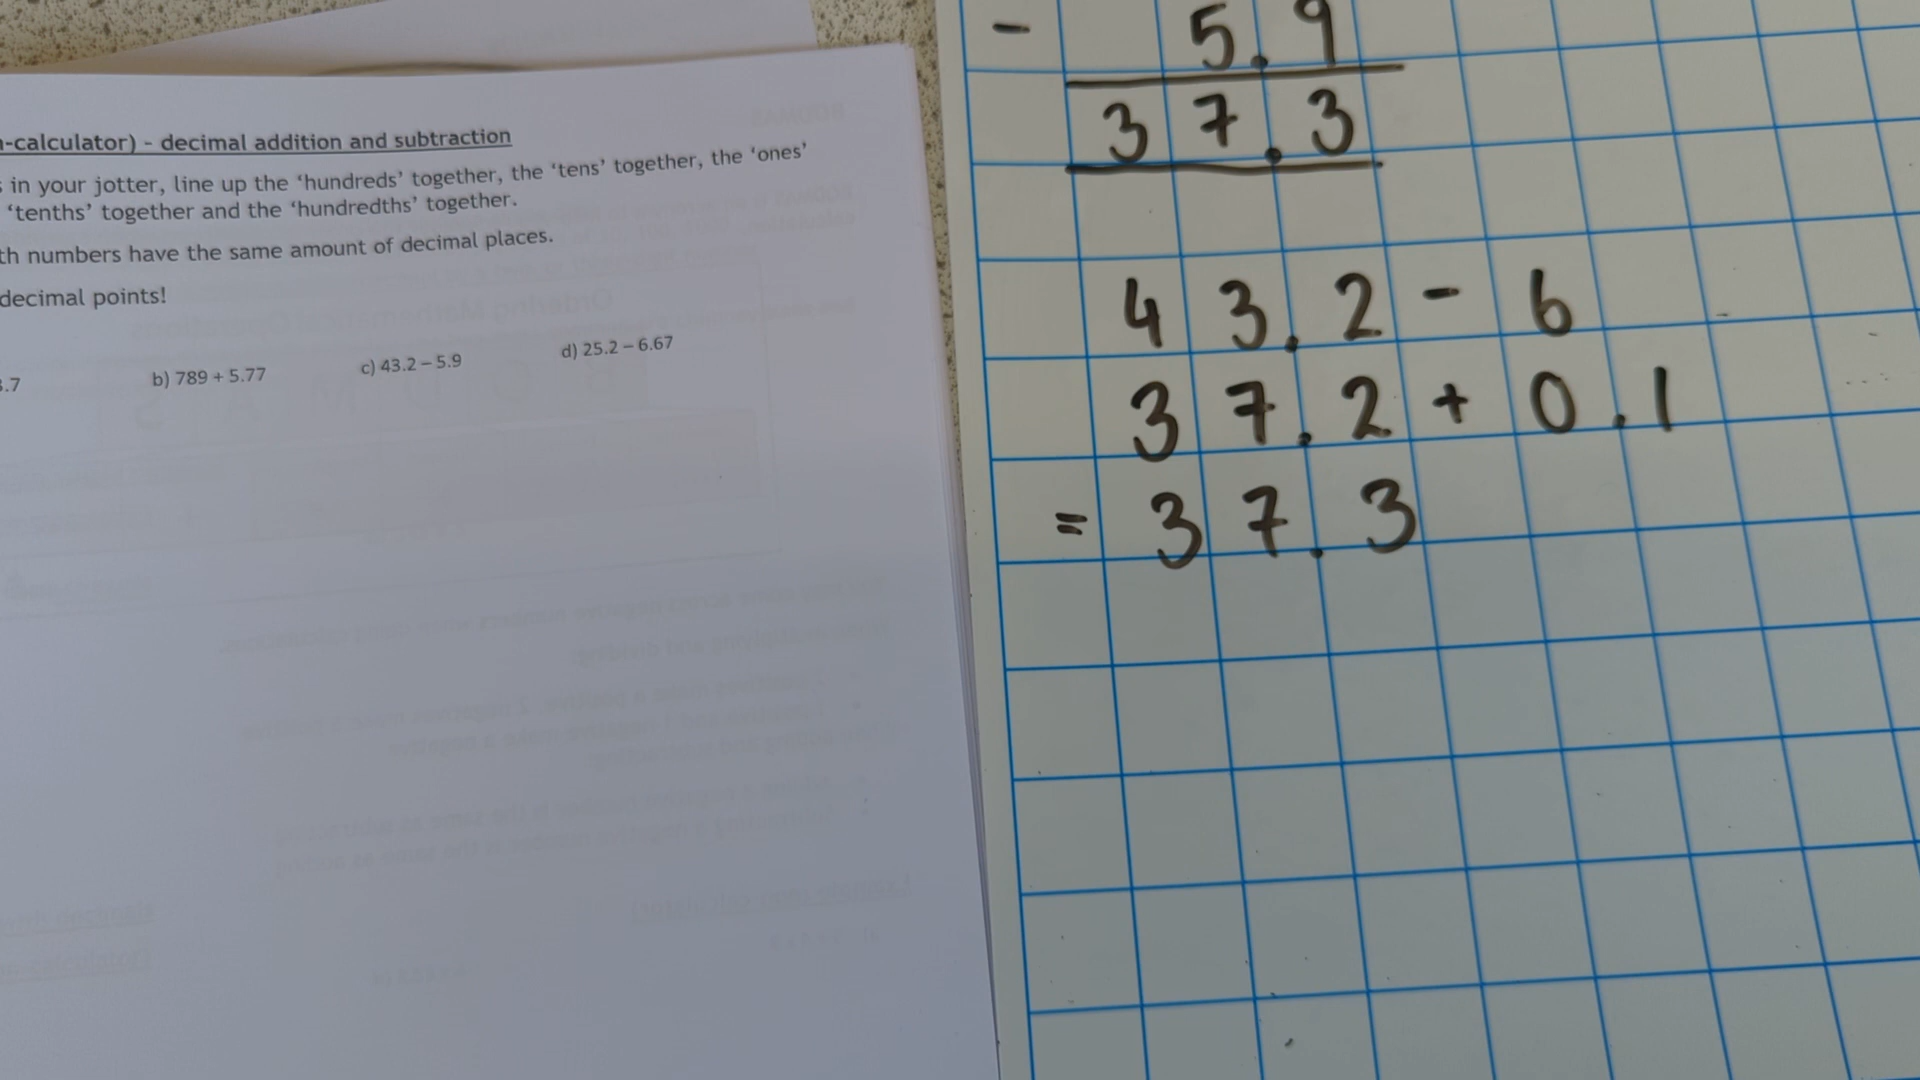 -calculator) - decimal addition and subtraction
in your jotter, line up the ‘hundreds’ together, the ‘tens’ together, the ‘ones’
‘tenths’ together and the ‘hundredths’ together.
th numbers have the same amount of decimal places.
decimal points!
.7 b) 789 + 5.77 c) 43.2 – 5.9 d) 25.2 – 6.67
- 5.9
37.3
43.2 - 6
37.2 + 0.1
= 37.3